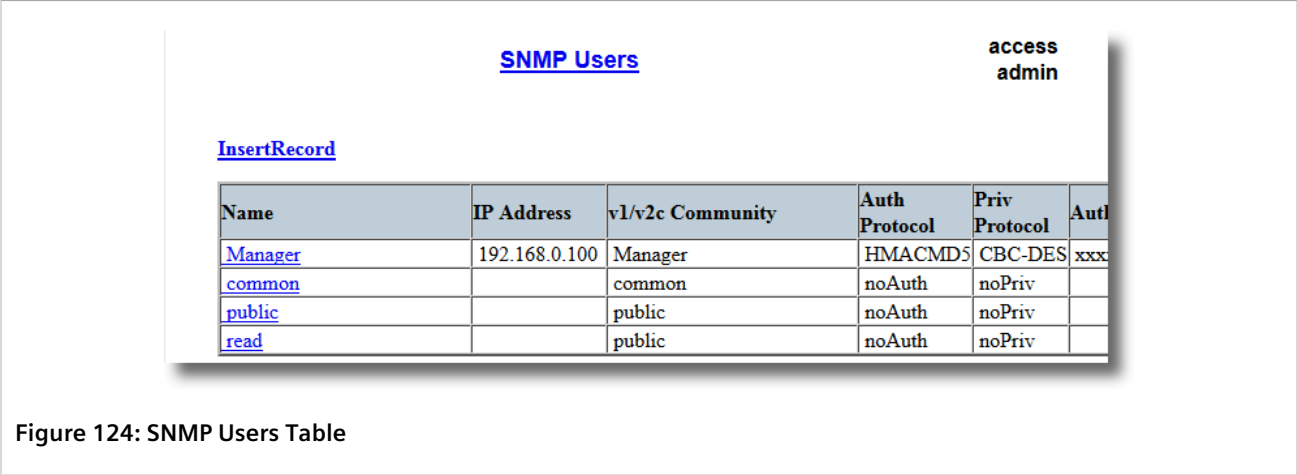 SNMP Users
access
admin
InsertRecord
Name IP Address v1/v2c Community Auth Protocol Priv Protocol
Manager 192.168.0.100 Manager HMACMD5 CBC-DES xxx
common common noAuth noPriv
public public noAuth noPriv
read public noAuth noPriv
Figure 124: SNMP Users Table